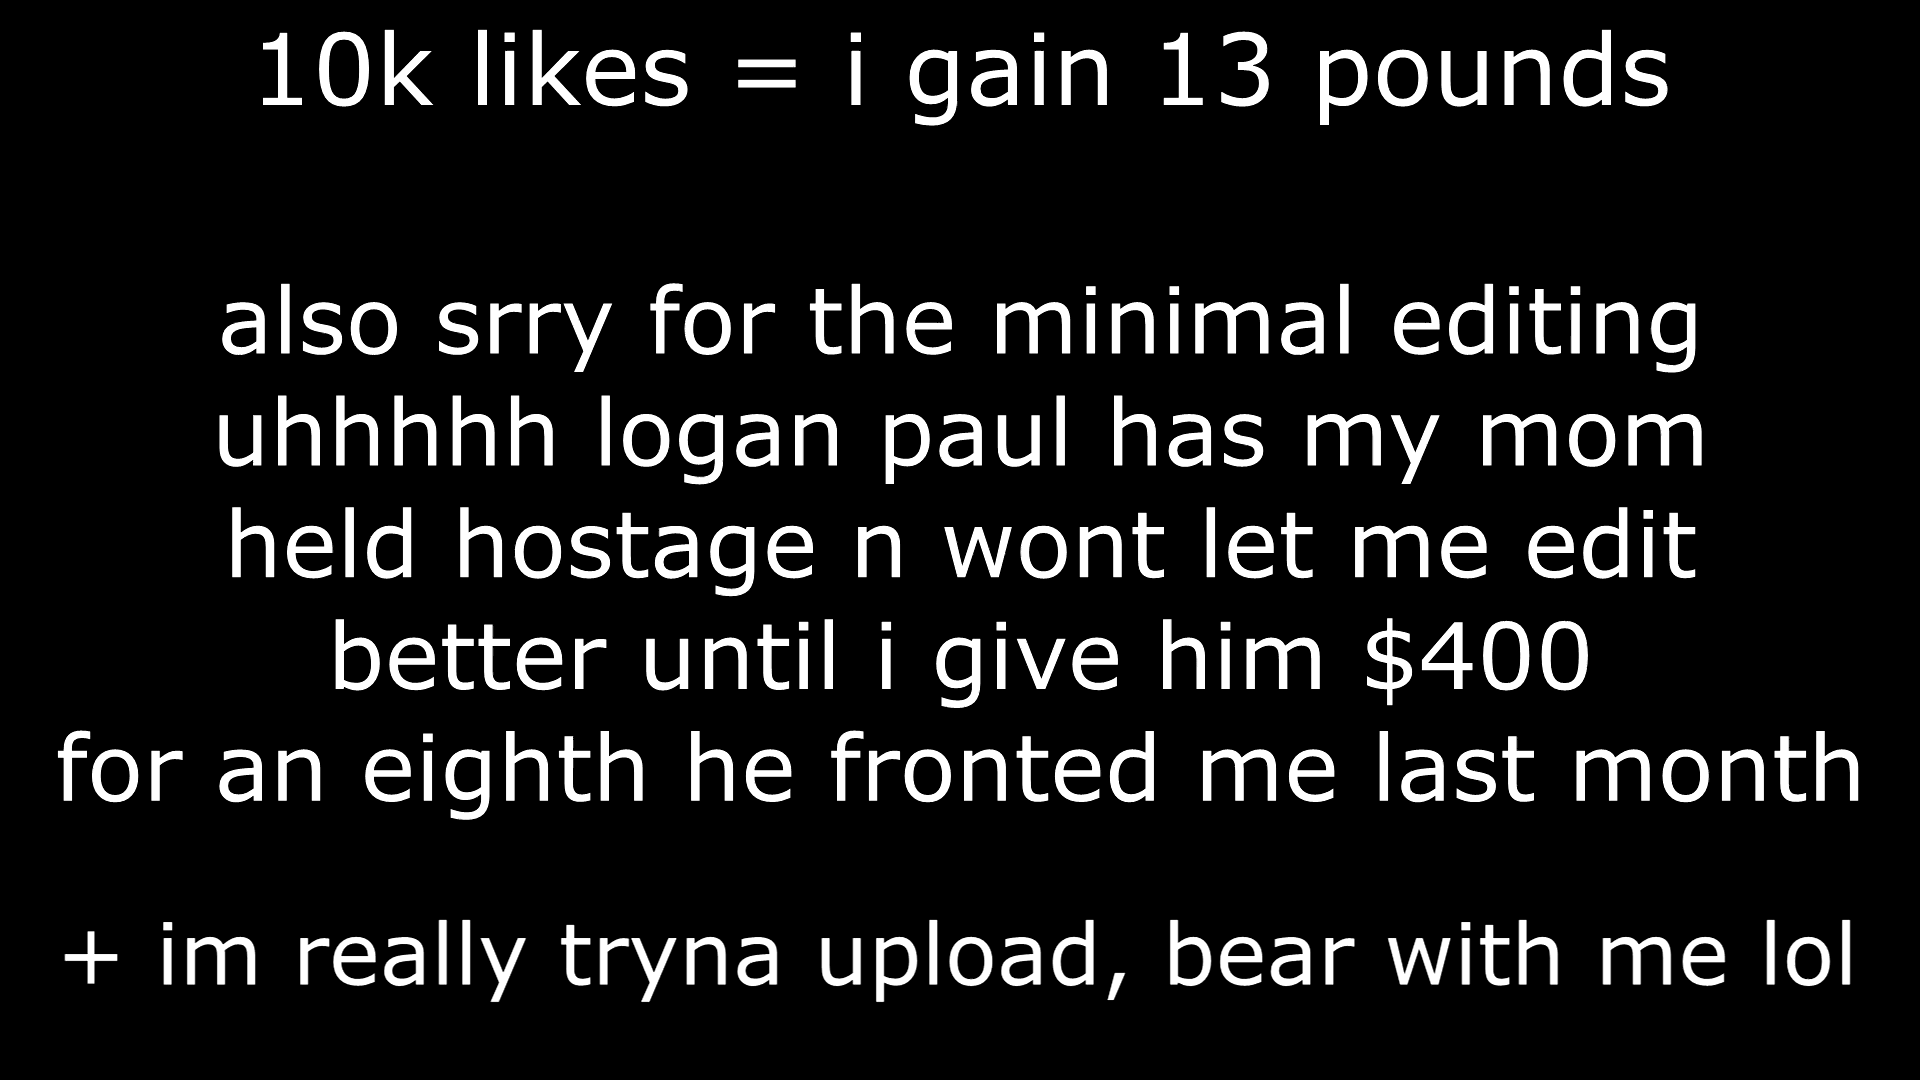 10k likes = i gain 13 pounds
also srry for the minimal editing
uhhhhh logan paul has my mom
held hostage n wont let me edit
better until i give him $400
for an eighth he fronted me last month
+ im really tryna upload, bear with me lol